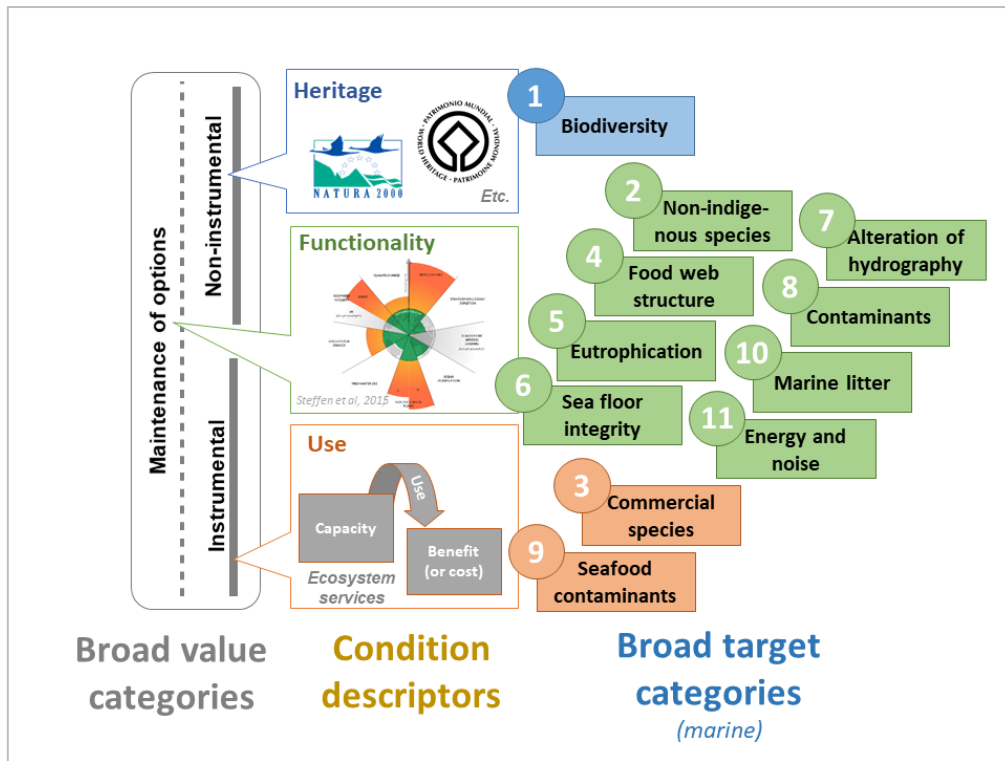 Maintenance of options
Non-instrumental
Instrumental
Heritage
NATURA 2000
PATRIMONIO MUNDIAL
WORLD HERITAGE
PATRIMOINE MONDIAL
Etc.
Functionality
Steffen et al, 2015
Use
Capacity
Use
Benefit
(or cost)
Ecosystem
services
1
Biodiversity
2
Non-indige-
nous species
7
Alteration of
hydrography
4
Food web
structure
8
Contaminants
5
Eutrophication
10
Marine litter
6
Sea floor
integrity
11
Energy and
noise
3
Commercial
species
9
Seafood
contaminants
Broad value
categories
Condition
descriptors
Broad target
categories
(marine)